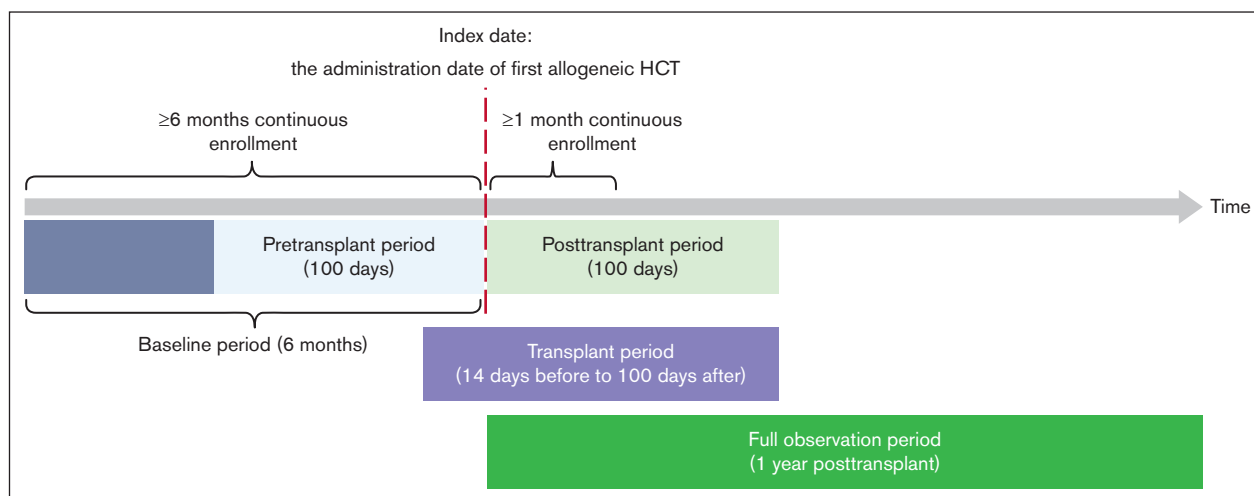 Index date:
the administration date of first allogeneic HCT
≥6 months continuous
enrollment
≥1 month continuous
enrollment
Time
Pretransplant period
(100 days)
Posttransplant period
(100 days)
Baseline period (6 months)
Transplant period
(14 days before to 100 days after)
Full observation period
(1 year posttransplant)